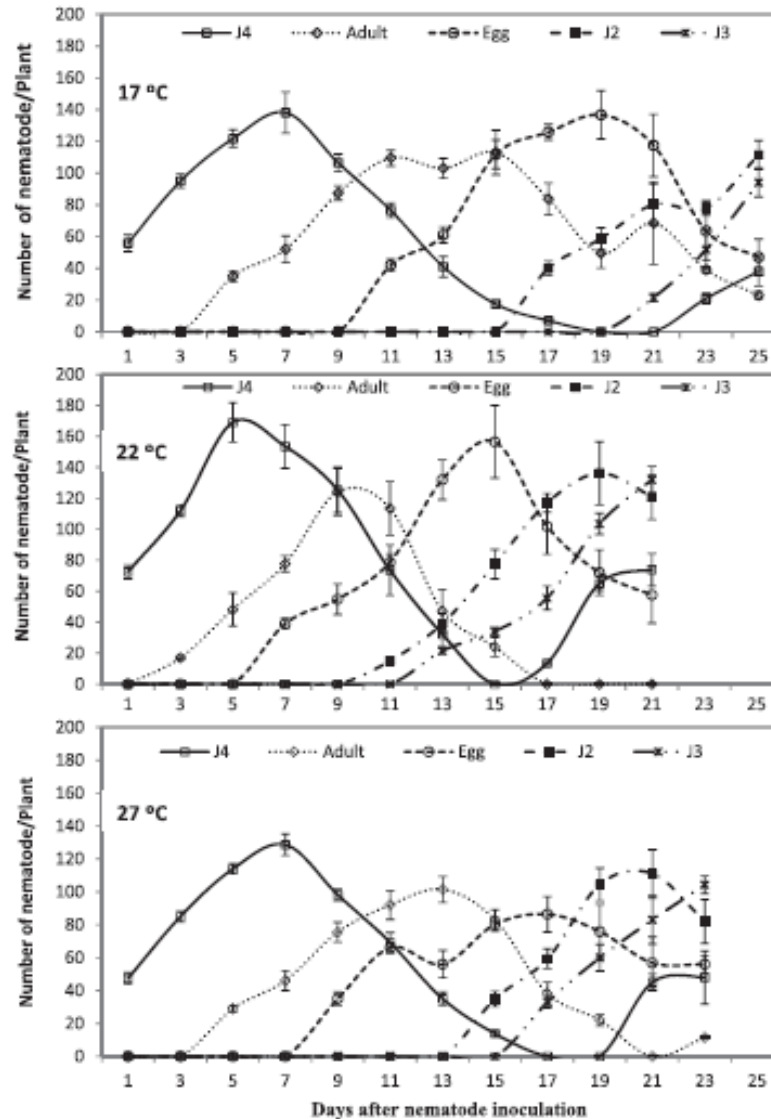 200
J4 Adult Egg J2 J3
180
17 °C
160
140
120
100
80
60
40
20
0
Number of nematode/Plant
1 3 5 7 9 11 13 15 17 19 21 23 25
200
J4 Adult Egg J2 J3
180
22 °C
160
140
120
100
80
60
40
20
0
Number of nematode/Plant
1 3 5 7 9 11 13 15 17 19 21 23 25
200
J4 Adult Egg J2 J3
180
160
27 °C
140
120
100
80
60
40
20
0
Number of nematode/Plant
1 3 5 7 9 11 13 15 17 19 21 23 25
Days after nematode inoculation